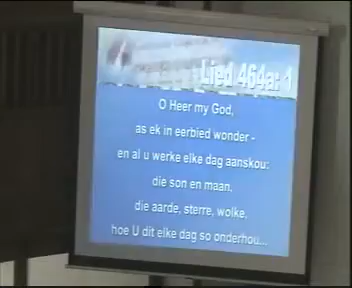 Lied 464a: 1
O Heer my God,
as ek in eerbied wonder -
en al u werke elke dag aanskou:
die son en maan,
die aarde, sterre, wolke,
hoe U dit elke dag so onderhou...